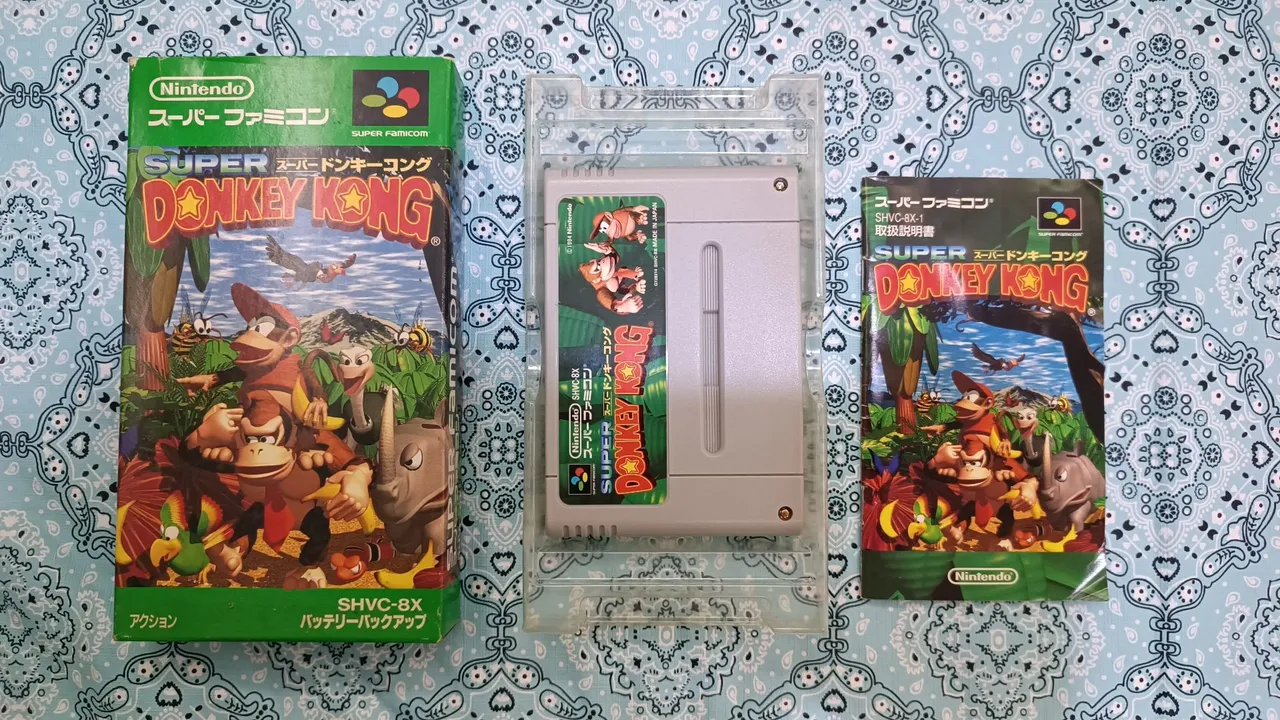 Nintendo
スーパーファミコン
SUPER FAMICOM
SUPER スーパードンキーコング
DONKEY KONG®
アクション
SHVC-8X
バッテリーバックアップ
Nintendo SHVC-8X
スーパーファミコン
SUPER スーパードンキーコング
DONKEY KONG®
© 1994 Nintendo
MADE IN JAPAN
スーパーファミコン®
SHVC-8X-1
取扱説明書
SUPER FAMICOM
SUPER スーパードンキーコング
DONKEY KONG®
Nintendo